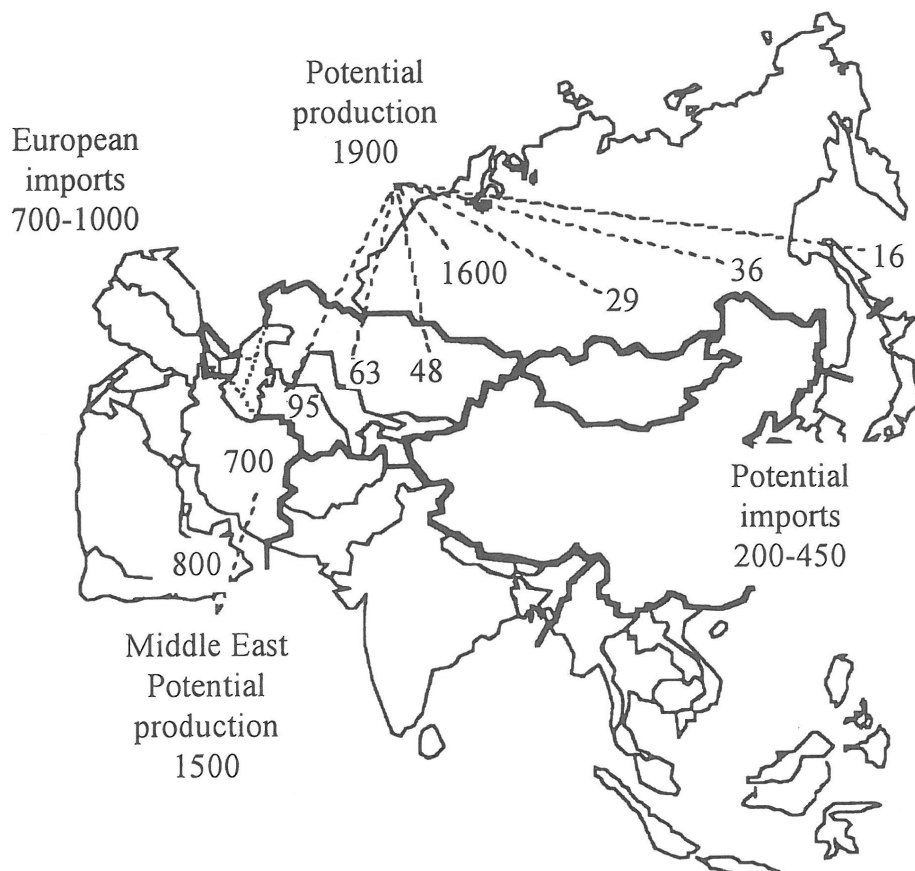 Potential
production
1900
European
imports
700-1000
1600
29
36
16
63
48
95
700
800
Potential
imports
200-450
Middle East
Potential
production
1500